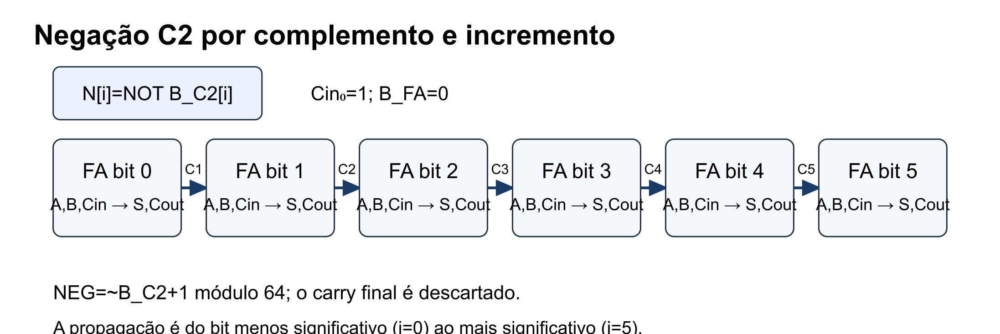 Negação C2 por complemento e incremento
N[i]=NOT B_C2[i]
Cin₀=1; B_FA=0
FA bit 0 C1 FA bit 1 C2 FA bit 2 C3 FA bit 3 C4 FA bit 4 C5 FA bit 5
A,B,Cin → S,Cout A,B,Cin → S,Cout A,B,Cin → S,Cout A,B,Cin → S,Cout A,B,Cin → S,Cout A,B,Cin → S,Cout
NEG=~B_C2+1 módulo 64; o carry final é descartado.
A propagação é do bit menos significativo (i=0) ao mais significativo (i=5).